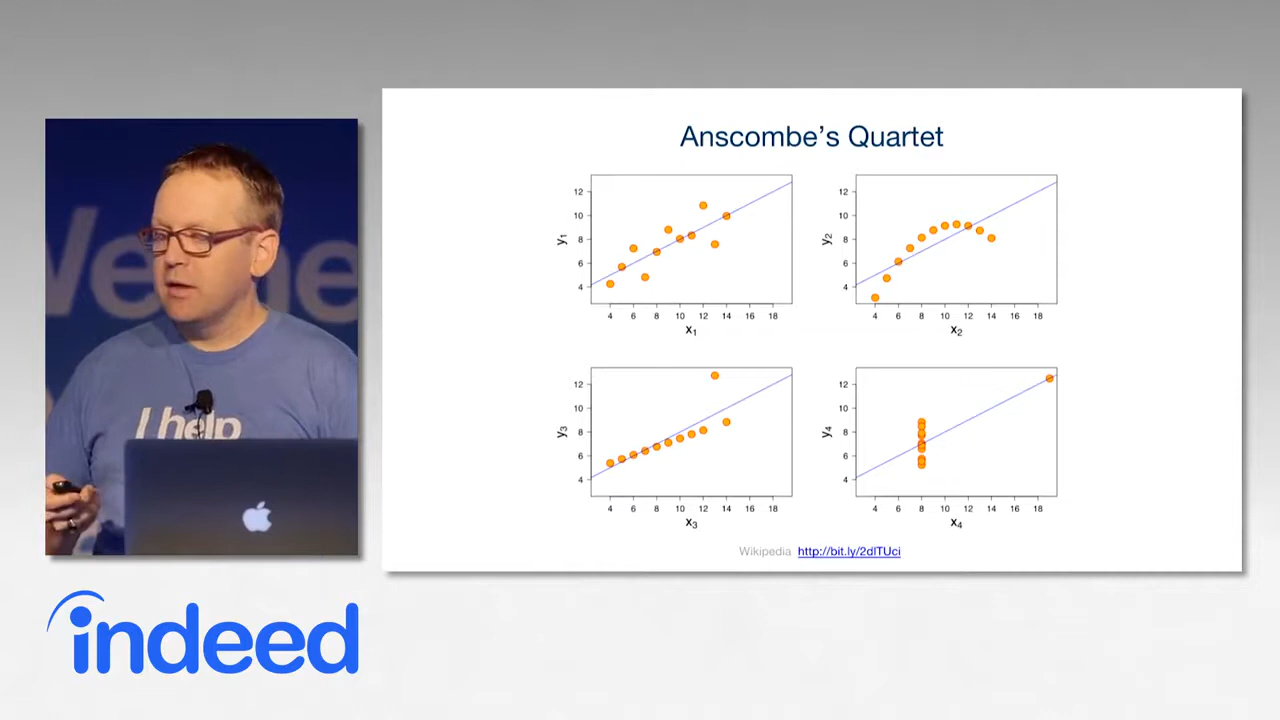 We
I help
indeed
Anscombe's Quartet
12
10
8
6
4
y1
4 6 8 10 12 14 16 18
x1
12
10
8
6
4
y2
4 6 8 10 12 14 16 18
x2
12
10
8
6
4
y3
4 6 8 10 12 14 16 18
x3
12
10
8
6
4
y4
4 6 8 10 12 14 16 18
x4
Wikipedia http://bit.ly/2dlTUci